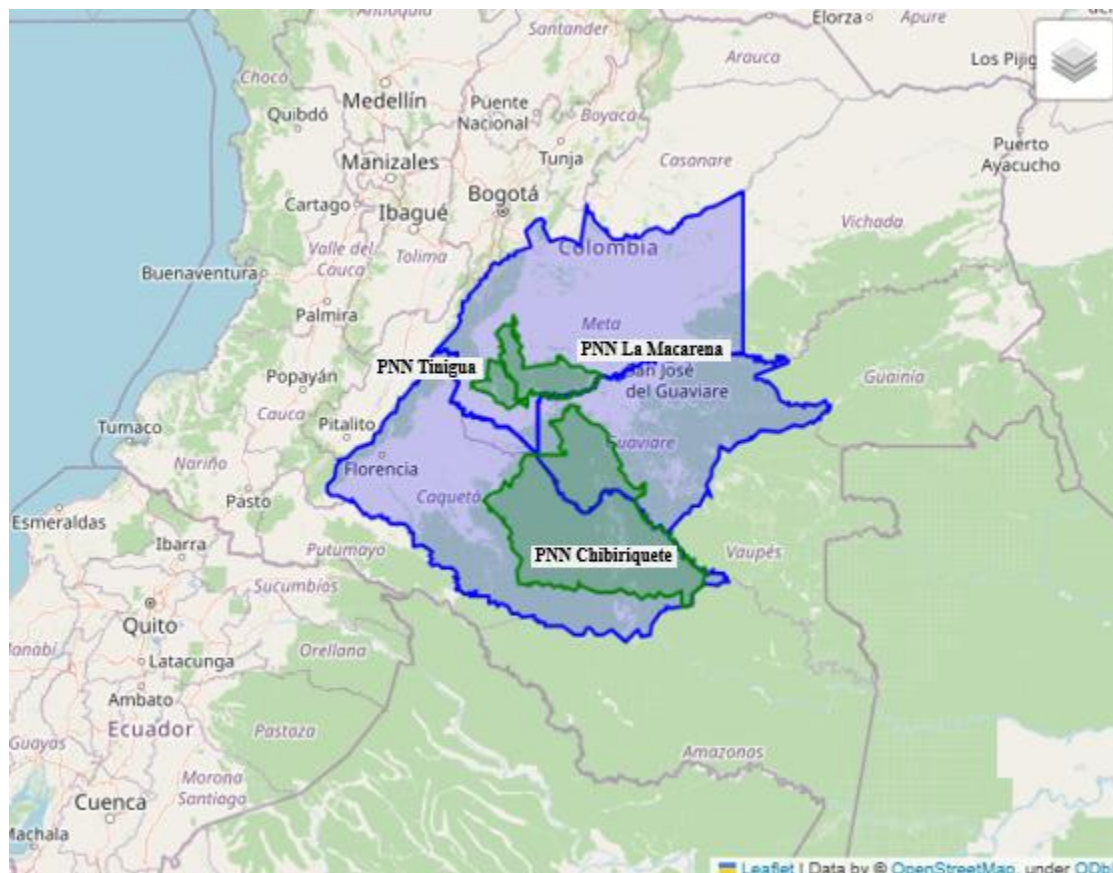 Antioquia
Elorza
Apure
Santander
Arauca
Los Pijig
Chocó
Medellín
Puente
Nacional
Boyacá
Quibdó
Puerto
Ayacucho
Manizales
Tunja
Casanare
Bogotá
Cartago
Ibagué
Vichada
Valle del
Cauca
Tolima
Colombia
Buenaventura
Palmira
Meta
PNN La Macarena
PNN Tinigua
San José
del Guaviare
Popayán
Guainía
Cauca
Pitalito
Tumaco
Guaviare
Nariño
Florencia
Caquetá
Pasto
Esmeraldas
Putumayo
PNN Chibiriquete
Vaupés
Ibarra
Sucumbíos
Quito
Orellana
Latacunga
Ambato
Ecuador
Pastaza
Guayas
Amazonas
Morona
Santiago
Cuenca
Machala
Leaflet | Data by © OpenStreetMap, under ODbL